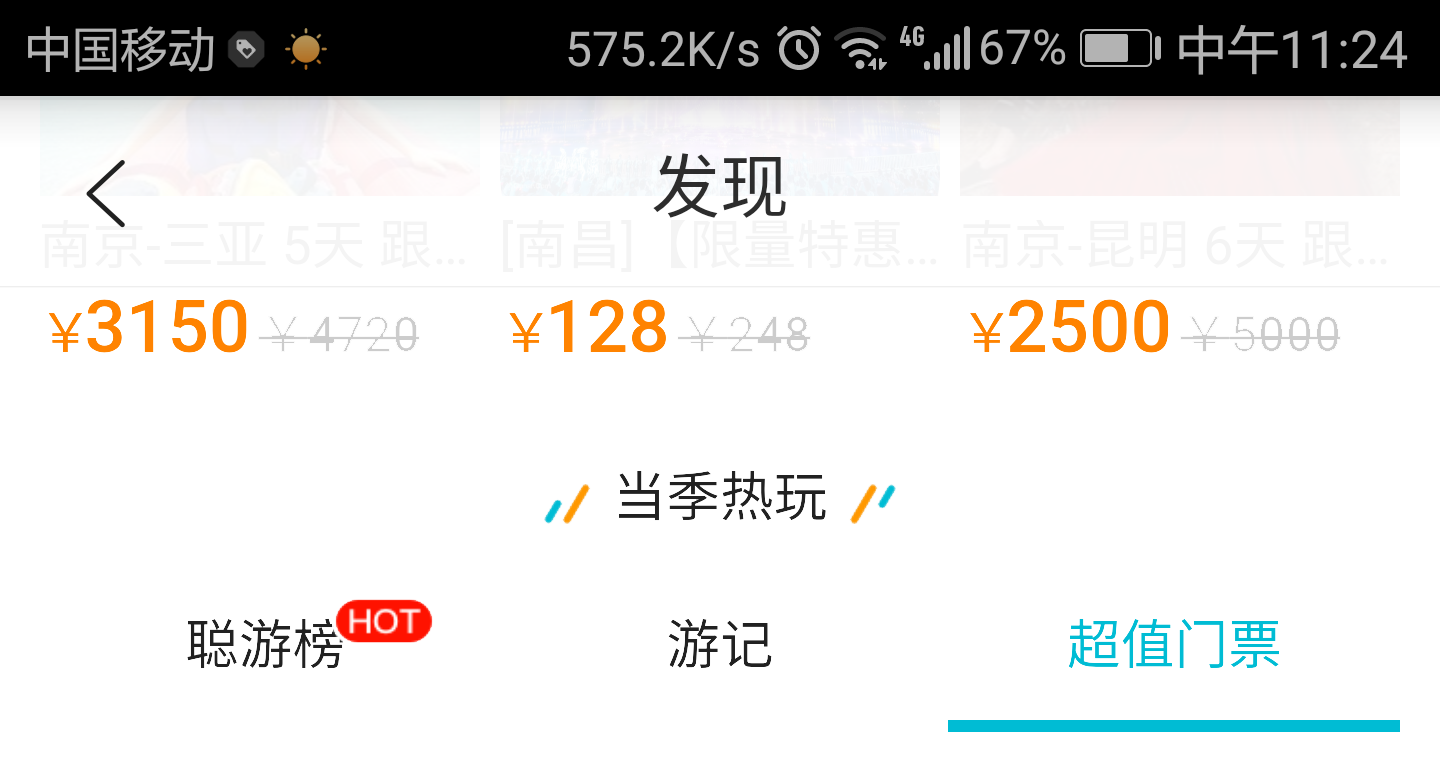 中国移动 575.2K/s 4G 67% 中午11:24
发现
南京-三亚 5天 跟... [南昌]【限量特惠... 南京-昆明 6天 跟...
¥3150 ¥4720 ¥128 ¥248 ¥2500 ¥5000
当季热玩
聪游榜 HOT 游记 超值门票